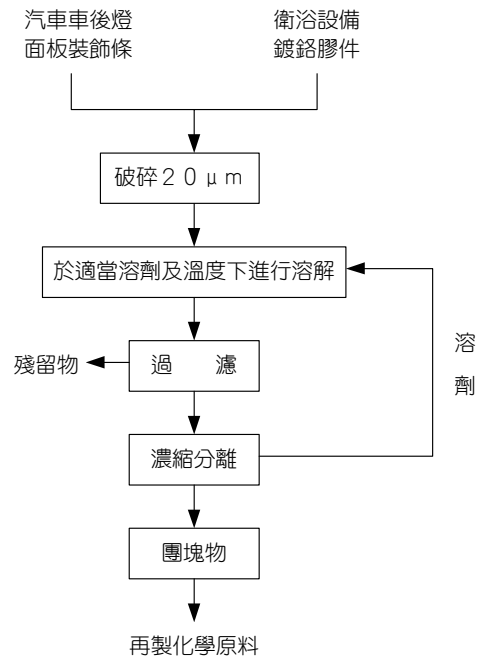 汽車車後燈
面板裝飾條
衛浴設備
鍍鉻膠件
破碎２０μｍ
於適當溶劑及溫度下進行溶解
殘留物
過　濾
溶
劑
濃縮分離
團塊物
再製化學原料